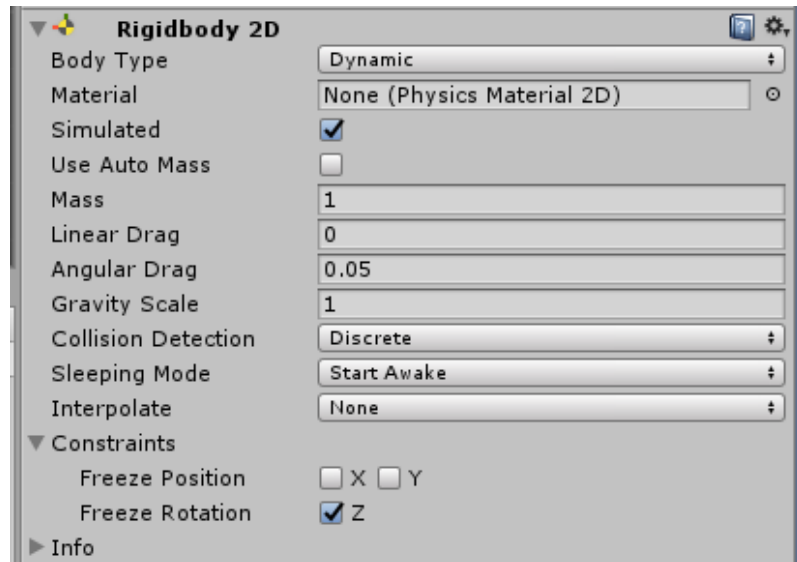 Rigidbody 2D
Body Type Dynamic
Material None (Physics Material 2D)
Simulated
Use Auto Mass
Mass 1
Linear Drag 0
Angular Drag 0.05
Gravity Scale 1
Collision Detection Discrete
Sleeping Mode Start Awake
Interpolate None
Constraints
Freeze Position X Y
Freeze Rotation Z
Info